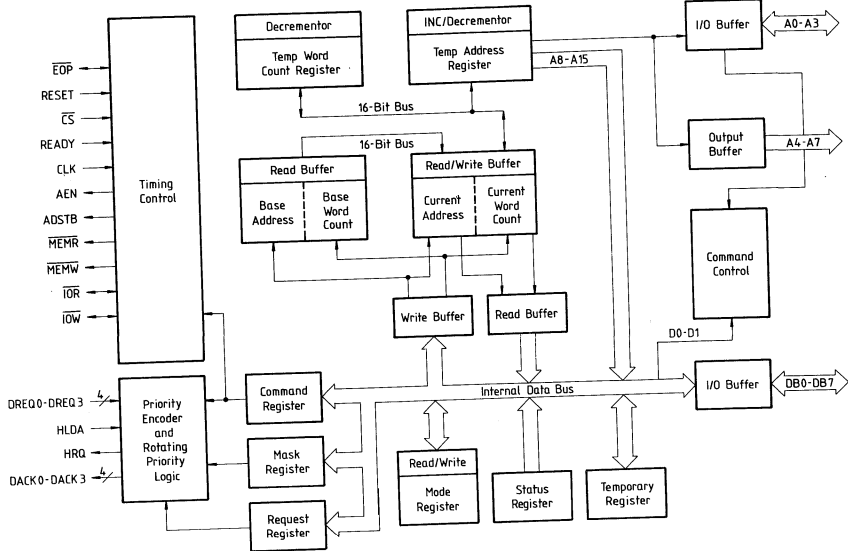 Decrementor
Temp Word
Count Register
INC/Decrementor
Temp Address
Register
A8-A15
I/O Buffer
A0-A3
16-Bit Bus
16-Bit Bus
Output
Buffer
A4-A7
EOP
RESET
CS
READY
CLK
AEN
ADSTB
MEMR
MEMW
IOR
IOW
Timing
Control
Read Buffer
Base
Address
Base
Word
Count
Read/Write Buffer
Current
Address
Current
Word
Count
Command
Control
Write Buffer
Read Buffer
D0-D1
Internal Data Bus
I/O Buffer
DB0-DB7
DREQ0-DREQ3
4
HLDA
HRQ
DACK0-DACK3
4
Priority
Encoder
and
Rotating
Priority
Logic
Command
Register
Mask
Register
Request
Register
Read/Write
Mode
Register
Status
Register
Temporary
Register